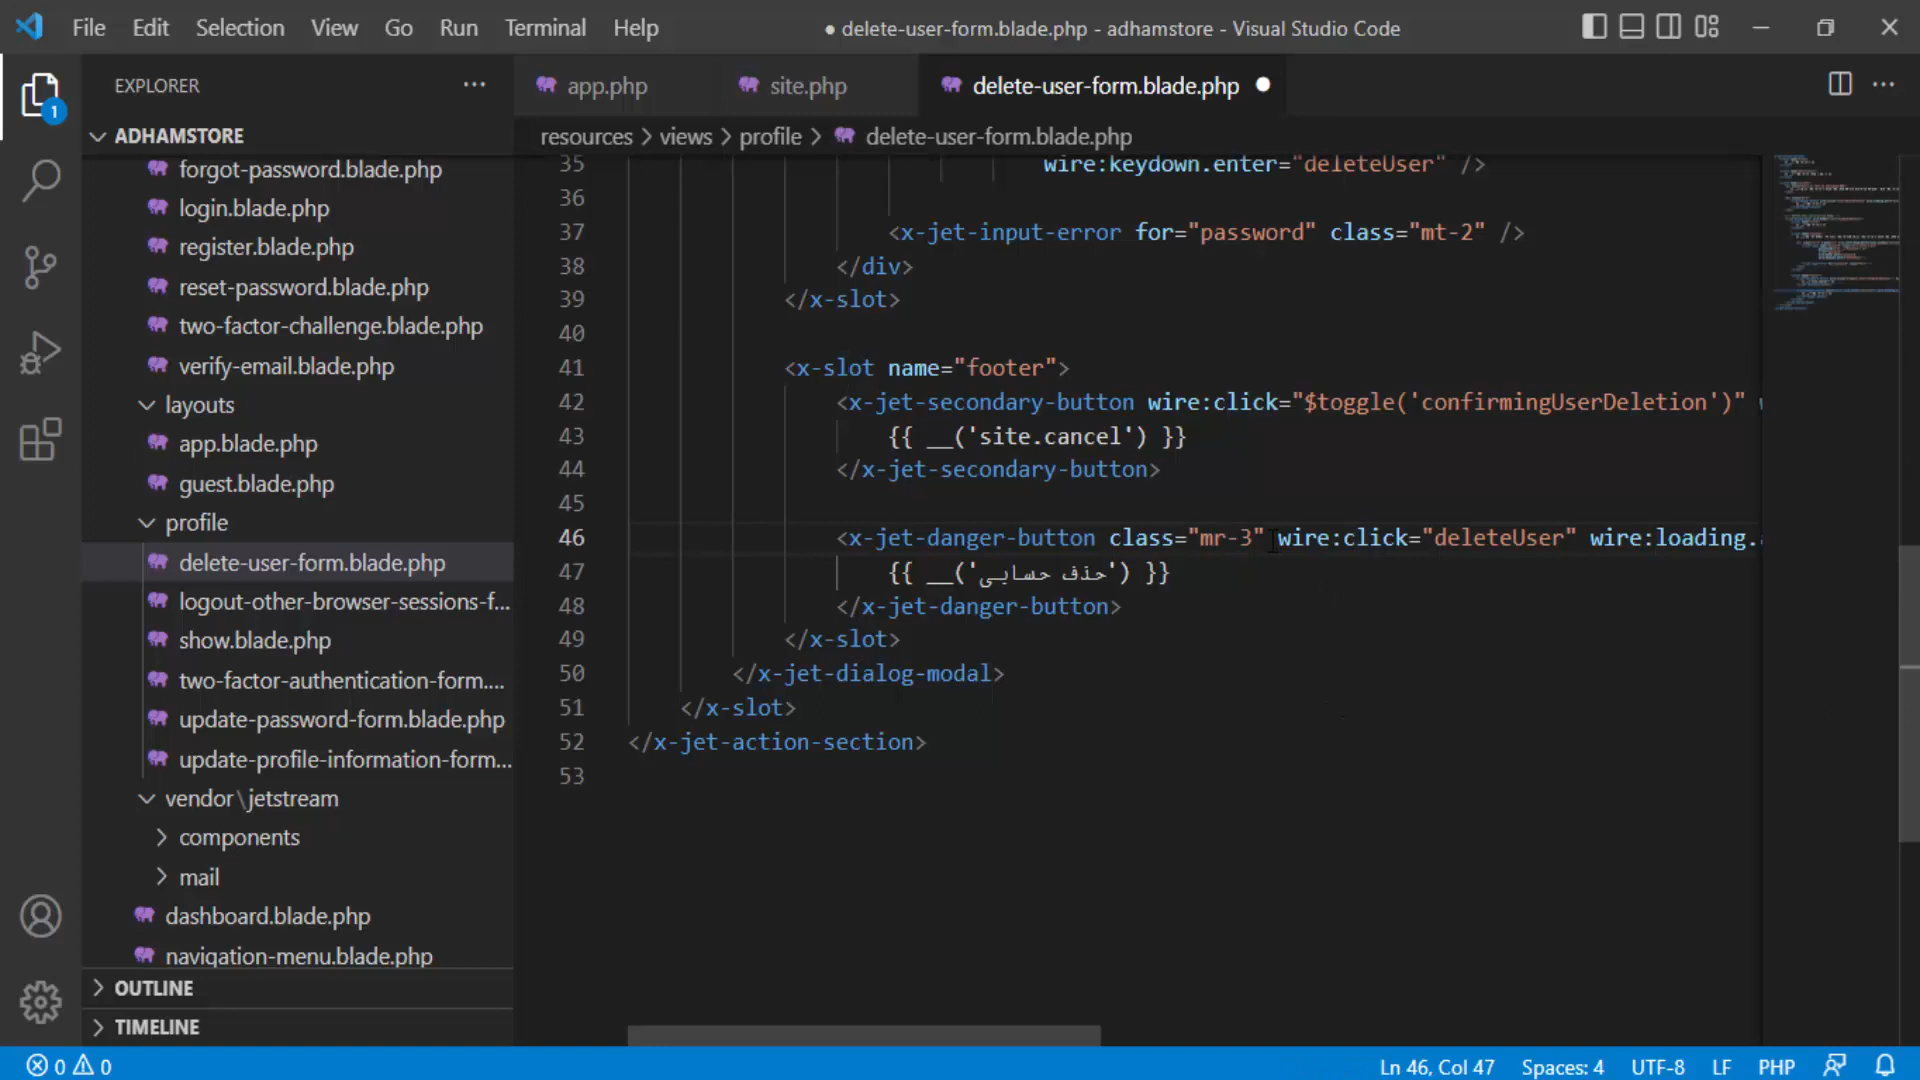 File Edit Selection View Go Run Terminal Help
● delete-user-form.blade.php - adhamstore - Visual Studio Code
EXPLORER
app.php
site.php
delete-user-form.blade.php
ADHAMSTORE
resources > views > profile > delete-user-form.blade.php
forgot-password.blade.php
login.blade.php
register.blade.php
reset-password.blade.php
two-factor-challenge.blade.php
verify-email.blade.php
layouts
app.blade.php
guest.blade.php
profile
delete-user-form.blade.php
logout-other-browser-sessions-f...
show.blade.php
two-factor-authentication-form....
update-password-form.blade.php
update-profile-information-form...
vendor\jetstream
components
mail
dashboard.blade.php
navigation-menu.blade.php
OUTLINE
TIMELINE
1
35 wire:keydown.enter="deleteUser" />
36
37 <x-jet-input-error for="password" class="mt-2" />
38 </div>
39 </x-slot>
40
41 <x-slot name="footer">
42 <x-jet-secondary-button wire:click="$toggle('confirmingUserDeletion')"
43 {{ __('site.cancel') }}
44 </x-jet-secondary-button>
45
46 <x-jet-danger-button class="mr-3" wire:click="deleteUser" wire:loading.
47 {{ __('حذف حسابی') }}
48 </x-jet-danger-button>
49 </x-slot>
50 </x-jet-dialog-modal>
51 </x-slot>
52 </x-jet-action-section>
53
0 0
Ln 46, Col 47 Spaces: 4 UTF-8 LF PHP